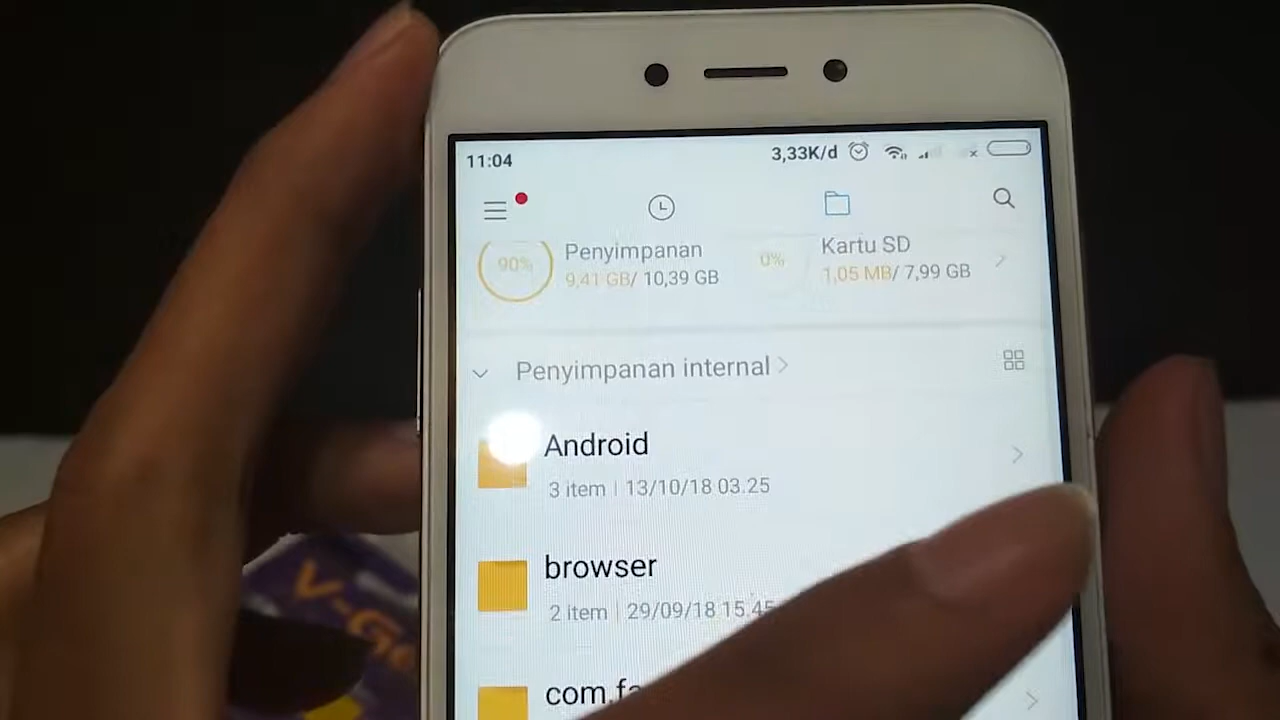 11:04
3,33K/d
90%
Penyimpanan
9,41 GB/ 10,39 GB
0%
Kartu SD
1,05 MB/ 7,99 GB
Penyimpanan internal
Android
3 item | 13/10/18 03.25
browser
2 item | 29/09/18 15.45
V-Ge